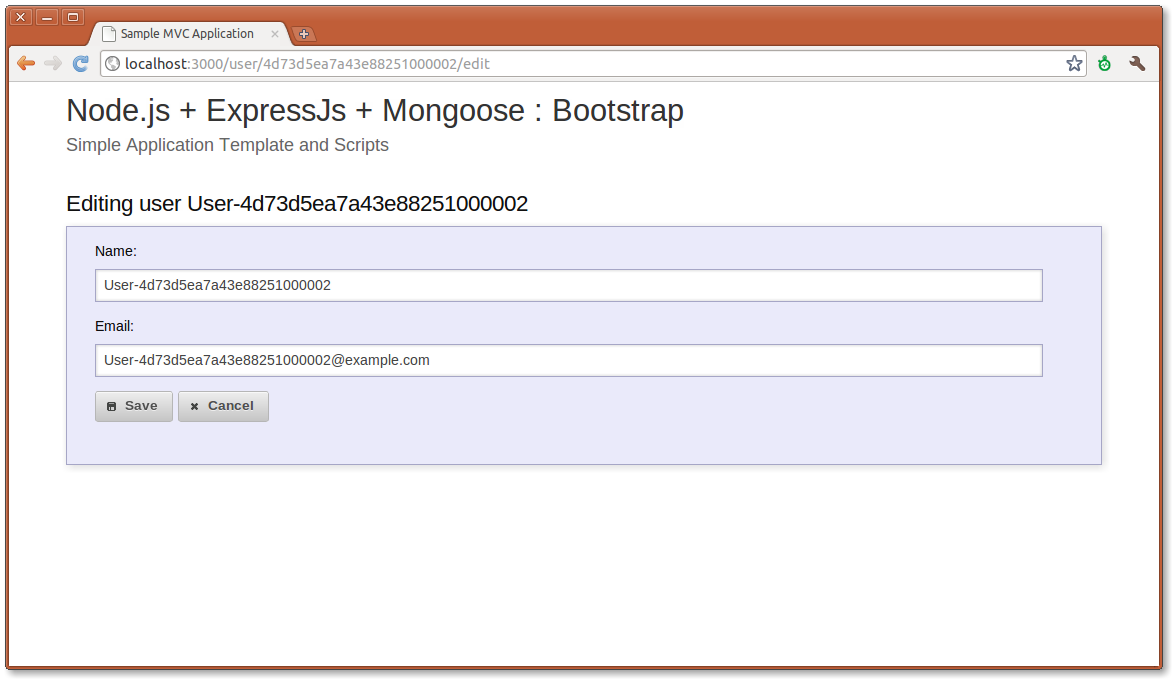 Sample MVC Application
localhost:3000/user/4d73d5ea7a43e88251000002/edit
Node.js + ExpressJs + Mongoose : Bootstrap
Simple Application Template and Scripts
Editing user User-4d73d5ea7a43e88251000002
Name:
User-4d73d5ea7a43e88251000002
Email:
User-4d73d5ea7a43e88251000002@example.com
Save Cancel